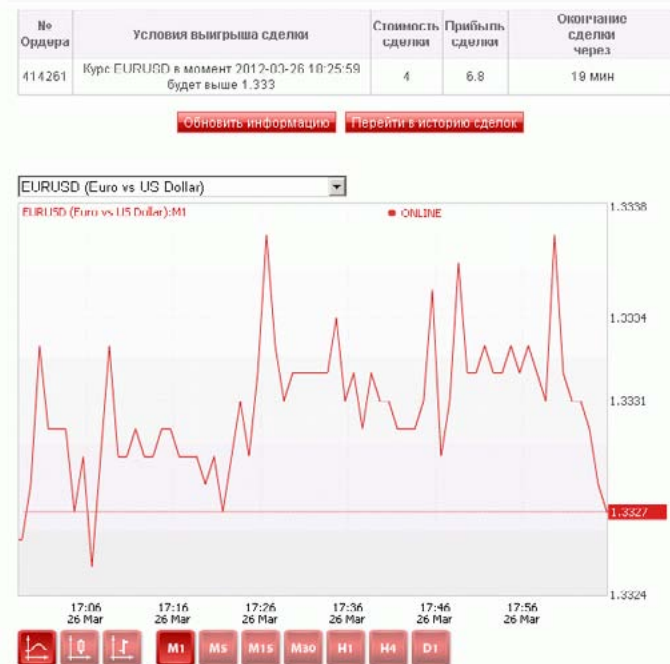 № Ордера
Условия выигрыша сделки
Стоимость сделки
Прибыль сделки
Окончание сделки через
414261
Курс EURUSD в момент 2012-03-26 18:25:59
будет выше 1.333
4
6.8
19 мин
Обновить информацию
Перейти в историю сделок
EURUSD (Euro vs US Dollar)
EURUSD (Euro vs US Dollar):M1
ONLINE
1.3338
1.3334
1.3331
1.3327
1.3324
17:06 17:16 17:26 17:36 17:46 17:56
26 Mar 26 Mar 26 Mar 26 Mar 26 Mar 26 Mar
M1 M5 M15 M30 H1 H4 D1